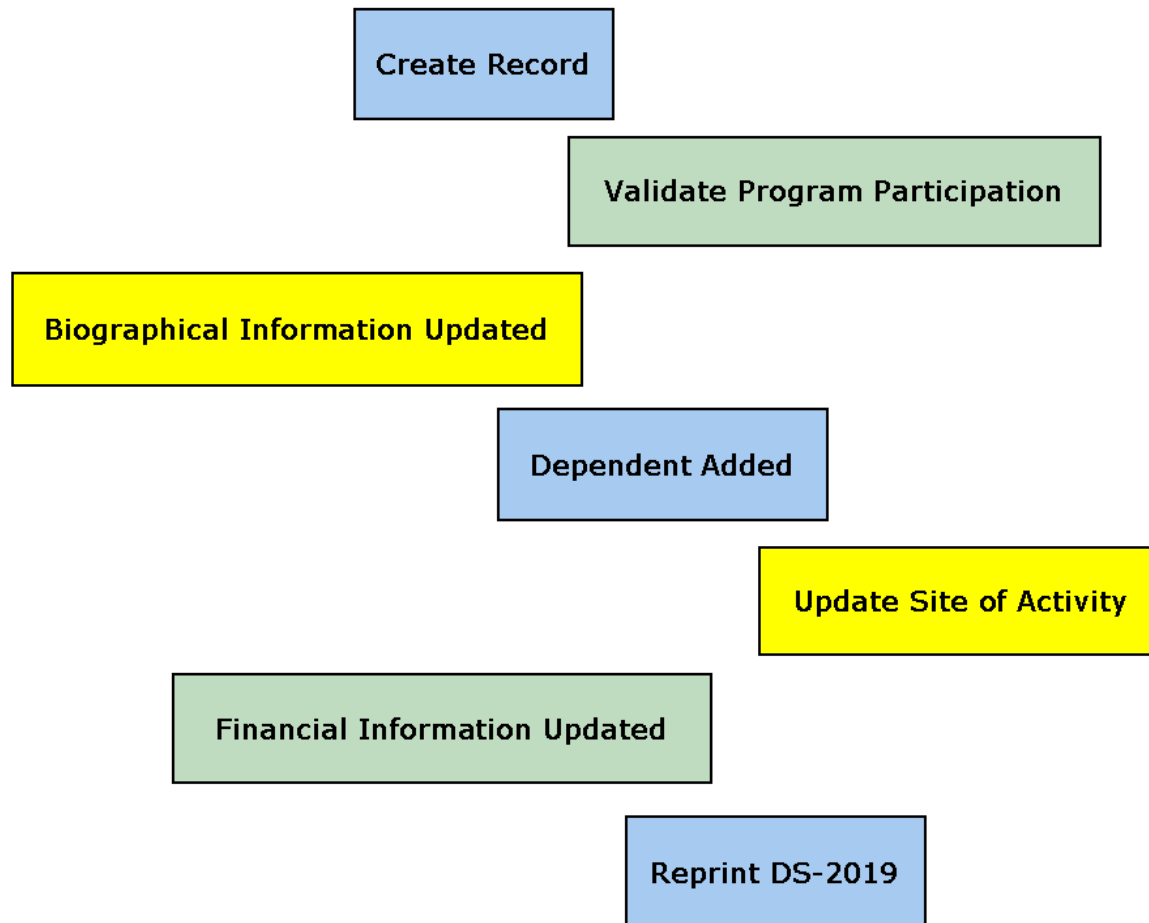 Create Record
Validate Program Participation
Biographical Information Updated
Dependent Added
Update Site of Activity
Financial Information Updated
Reprint DS-2019